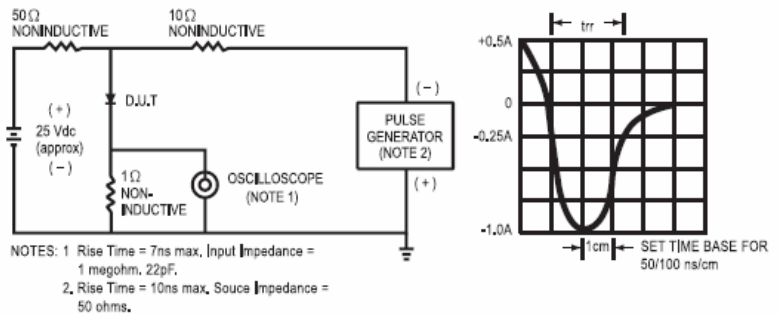 50Ω
NONINDUCTIVE
10Ω
NONINDUCTIVE
D.U.T
(+)
25 Vdc
(approx)
(−)
1Ω
NON-
INDUCTIVE
OSCILLOSCOPE
(NOTE 1)
(−)
PULSE
GENERATOR
(NOTE 2)
(+)
NOTES: 1 Rise Time = 7ns max, Input Impedance =
1 megohm. 22pF.
2. Rise Time = 10ns max. Souce Impedance =
50 ohms.
trr
+0.5A
0
-0.25A
-1.0A
1cm
SET TIME BASE FOR
50/100 ns/cm